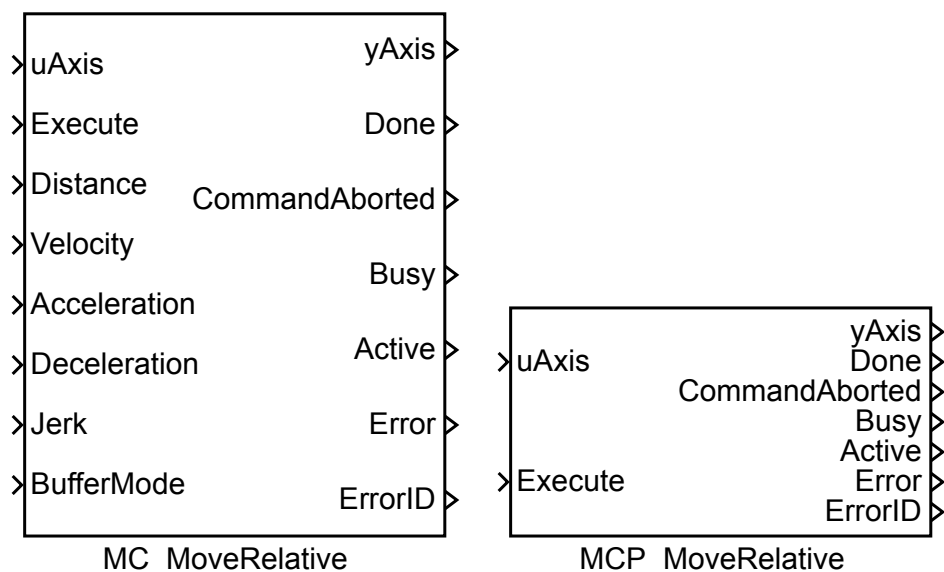 uAxis
Execute
Distance
Velocity
Acceleration
Deceleration
Jerk
BufferMode
yAxis
Done
CommandAborted
Busy
Active
Error
ErrorID
MC_MoveRelative
uAxis
Execute
yAxis
Done
CommandAborted
Busy
Active
Error
ErrorID
MCP_MoveRelative